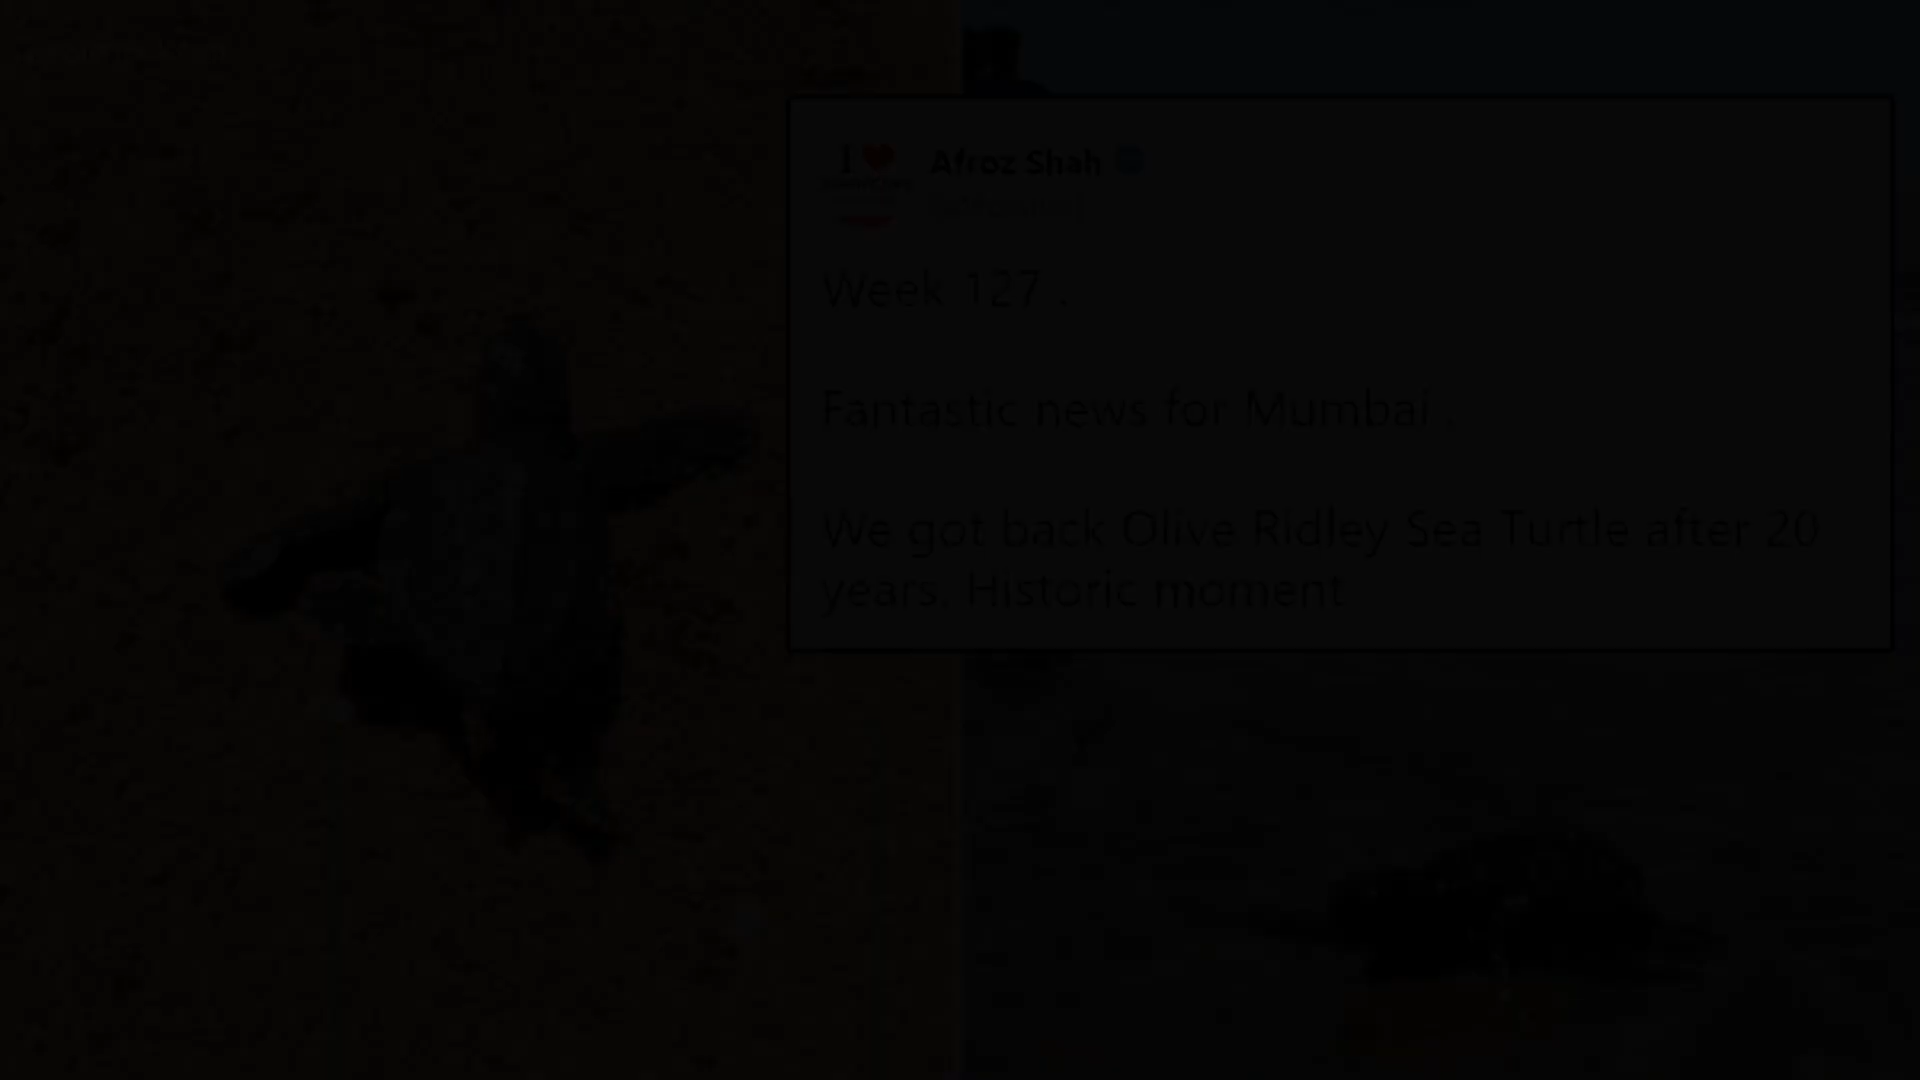 I ❤
Afroz Shah
Week 127 .
Fantastic news for Mumbai .
We got back Olive Ridley Sea Turtle after 20
years. Historic moment